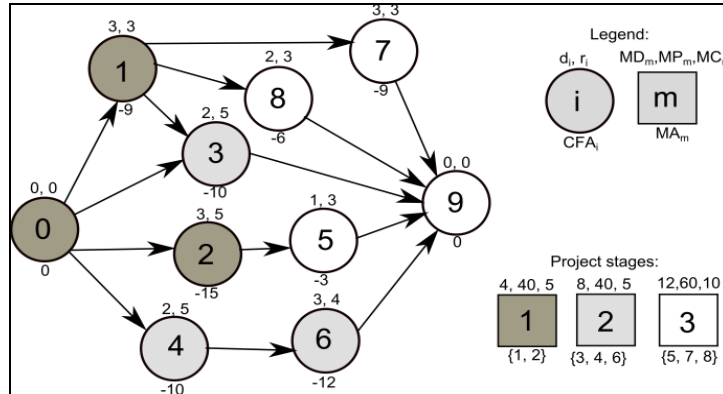 3, 3
1
-9
7
-9
2, 3
8
-6
2, 5
3
-10
0, 0
0
0
3, 5
2
-15
1, 3
5
-3
0, 0
9
0
2, 5
4
-10
3, 4
6
-12
Legend:
dᵢ, rᵢ
i
CFAᵢ
MDₘ,MPₘ,MC
m
MAₘ
Project stages:
4, 40, 5
1
{1, 2}
8, 40, 5
2
{3, 4, 6}
12,60,10
3
{5, 7, 8}